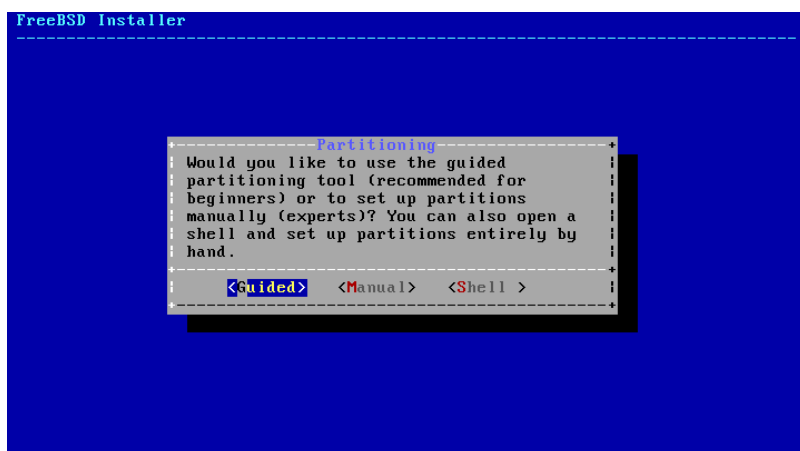 FreeBSD Installer
Partitioning
Would you like to use the guided
partitioning tool (recommended for
beginners) or to set up partitions
manually (experts)? You can also open a
shell and set up partitions entirely by
hand.
<Guided> <Manual> <Shell >